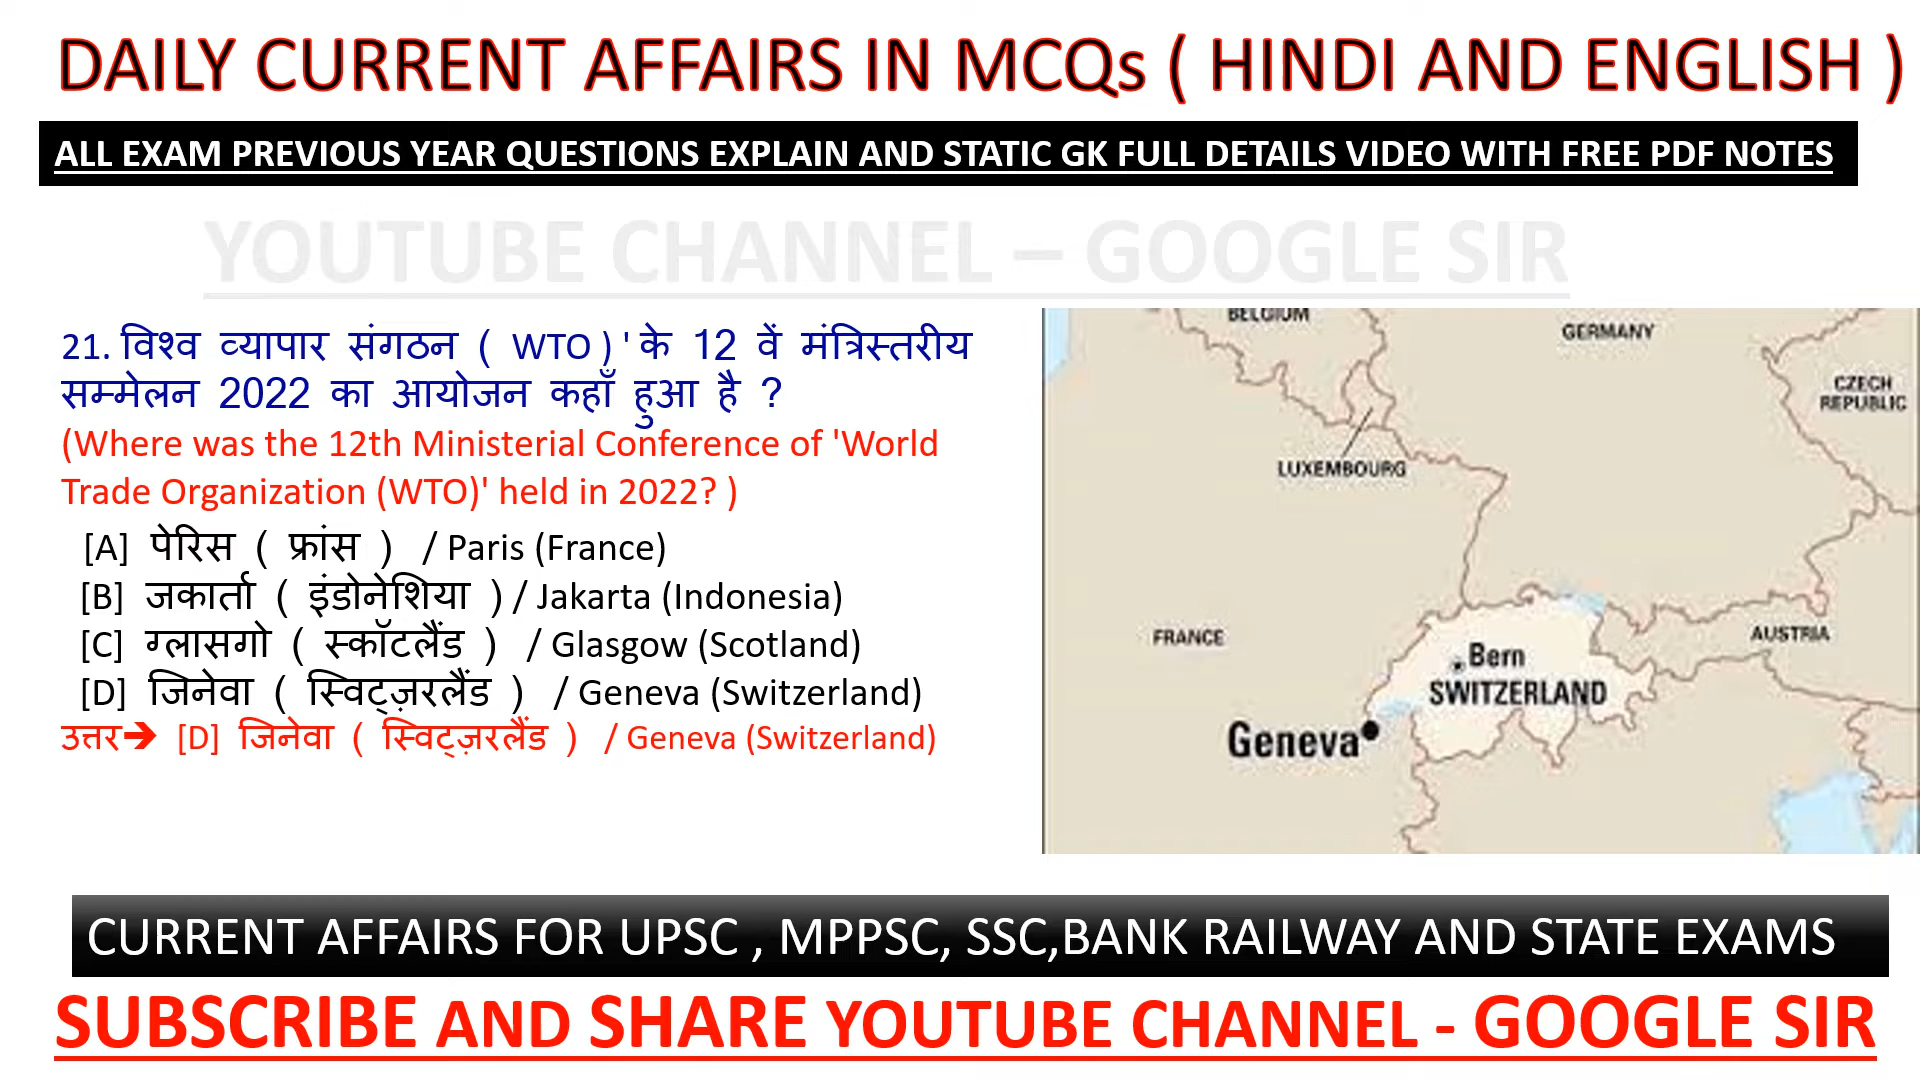 DAILY CURRENT AFFAIRS IN MCQs ( HINDI AND ENGLISH )
ALL EXAM PREVIOUS YEAR QUESTIONS EXPLAIN AND STATIC GK FULL DETAILS VIDEO WITH FREE PDF NOTES
YOUTUBE CHANNEL – GOOGLE SIR
21. विश्व व्यापार संगठन ( WTO ) ' के 12 वें मंत्रिस्तरीय
सम्मेलन 2022 का आयोजन कहाँ हुआ है ?
(Where was the 12th Ministerial Conference of 'World
Trade Organization (WTO)' held in 2022? )
[A] पेरिस ( फ्रांस ) / Paris (France)
[B] जकार्ता ( इंडोनेशिया ) / Jakarta (Indonesia)
[C] ग्लासगो ( स्कॉटलैंड ) / Glasgow (Scotland)
[D] जिनेवा ( स्विट्ज़रलैंड ) / Geneva (Switzerland)
उत्तर➔ [D] जिनेवा ( स्विट्ज़रलैंड ) / Geneva (Switzerland)
BELGIUM
GERMANY
CZECH
REPUBLIC
LUXEMBOURG
FRANCE
AUSTRIA
Bern
SWITZERLAND
Geneva
CURRENT AFFAIRS FOR UPSC , MPPSC, SSC,BANK RAILWAY AND STATE EXAMS
SUBSCRIBE AND SHARE YOUTUBE CHANNEL - GOOGLE SIR